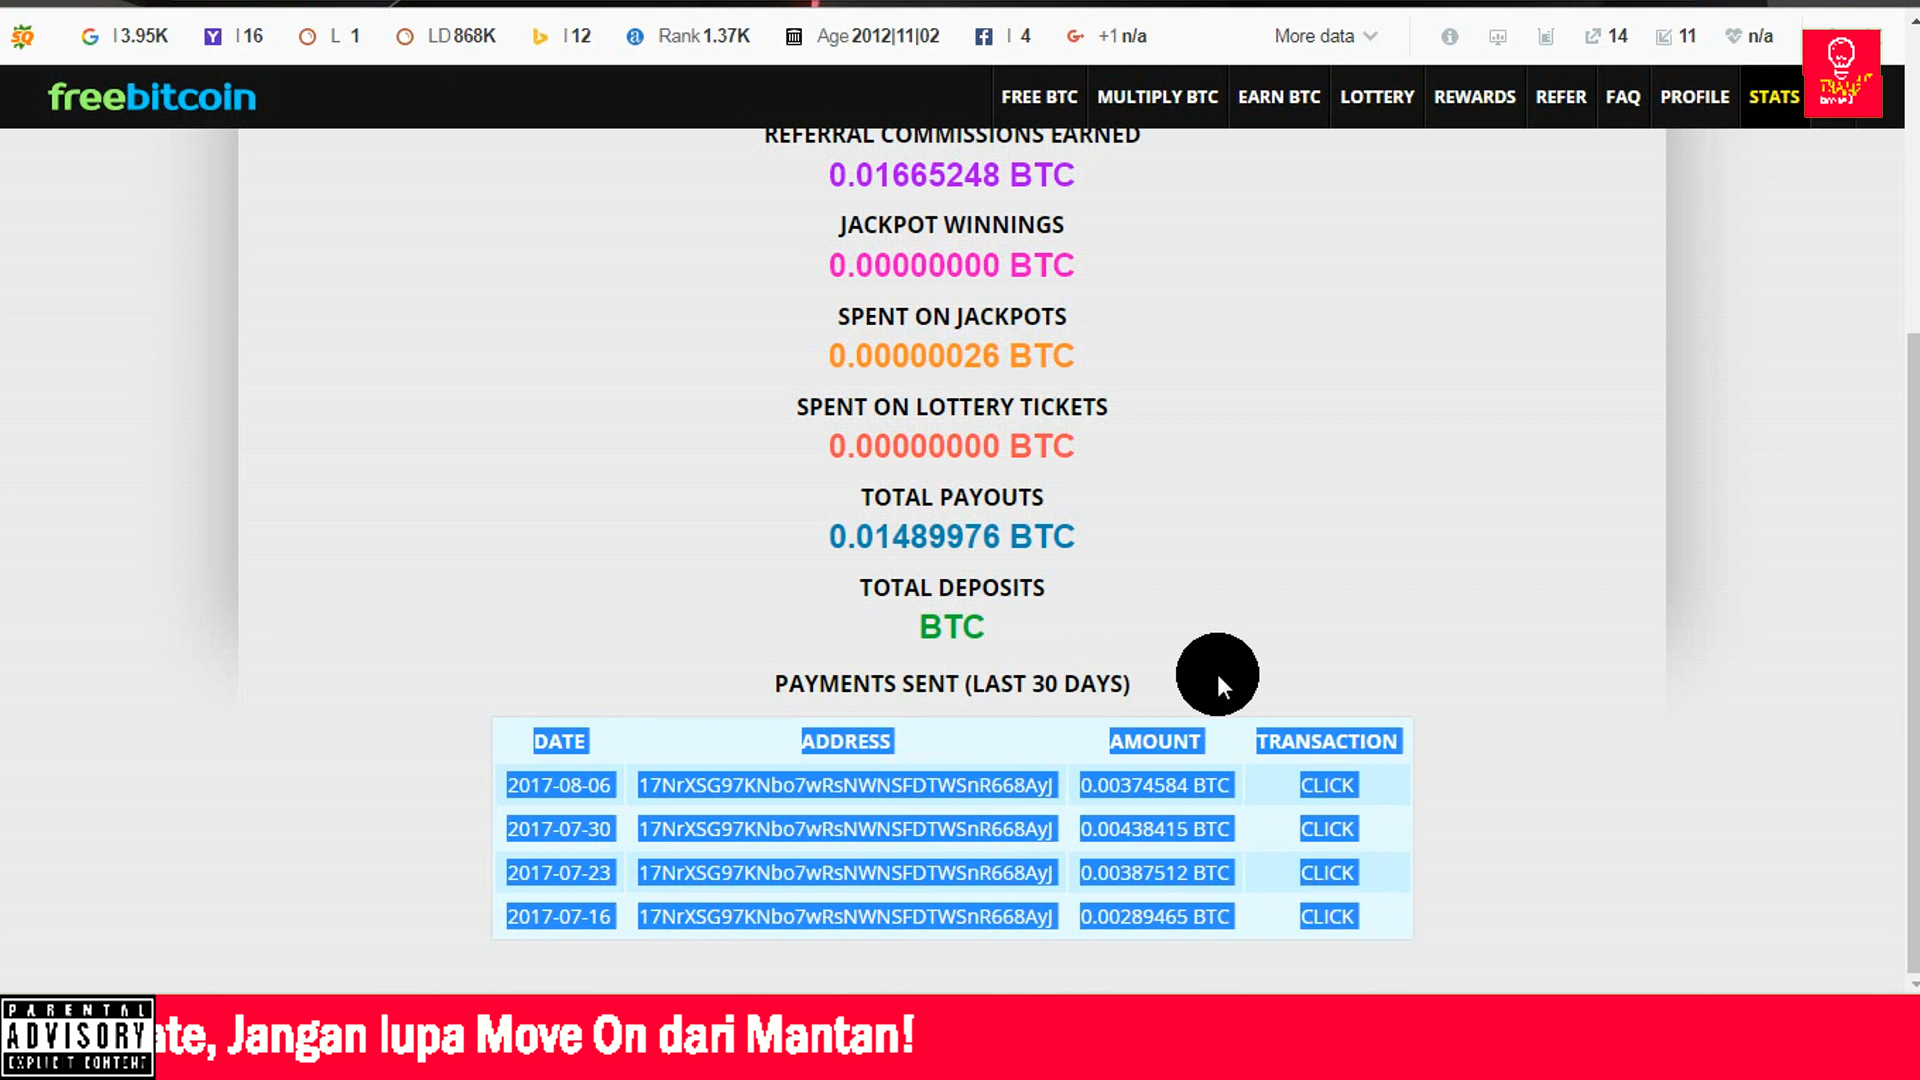 SQ I 3.95K I 16 L 1 LD 868K I 12 Rank 1.37K Age 2012|11|02 I 4 +1 n/a More data 14 11 n/a
freebitcoin FREE BTC MULTIPLY BTC EARN BTC LOTTERY REWARDS REFER FAQ PROFILE STATS
REFERRAL COMMISSIONS EARNED
0.01665248 BTC
JACKPOT WINNINGS
0.00000000 BTC
SPENT ON JACKPOTS
0.00000026 BTC
SPENT ON LOTTERY TICKETS
0.00000000 BTC
TOTAL PAYOUTS
0.01489976 BTC
TOTAL DEPOSITS
BTC
PAYMENTS SENT (LAST 30 DAYS)
DATE ADDRESS AMOUNT TRANSACTION
2017-08-06 17NrXSG97KNbo7wRsNWNSFDTWSnR668AyJ 0.00374584 BTC CLICK
2017-07-30 17NrXSG97KNbo7wRsNWNSFDTWSnR668AyJ 0.00438415 BTC CLICK
2017-07-23 17NrXSG97KNbo7wRsNWNSFDTWSnR668AyJ 0.00387512 BTC CLICK
2017-07-16 17NrXSG97KNbo7wRsNWNSFDTWSnR668AyJ 0.00289465 BTC CLICK
PARENTAL
ADVISORY
EXPLICIT CONTENT
ate, Jangan lupa Move On dari Mantan!